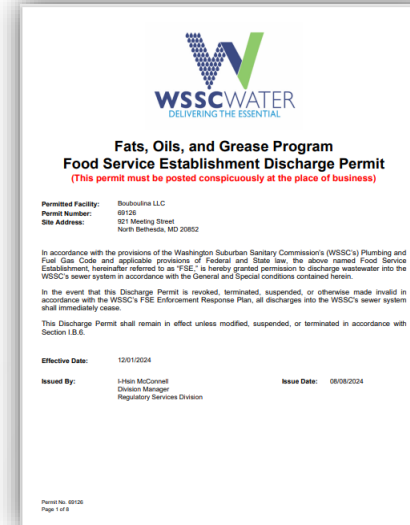 WSSCWATER
DELIVERING THE ESSENTIAL
Fats, Oils, and Grease Program
Food Service Establishment Discharge Permit
(This permit must be posted conspicuously at the place of business)
Permitted Facility: Bouboulina LLC
Permit Number: 69126
Site Address: 921 Meeting Street
North Bethesda, MD 20852
In accordance with the provisions of the Washington Suburban Sanitary Commission's (WSSC's) Plumbing and
Fuel Gas Code and applicable provisions of Federal and State law, the above named Food Service
Establishment, hereinafter referred to as "FSE," is hereby granted permission to discharge wastewater into the
WSSC's sewer system in accordance with the General and Special conditions contained herein.
In the event that this Discharge Permit is revoked, terminated, suspended, or otherwise made invalid in
accordance with the WSSC's FSE Enforcement Response Plan, all discharges into the WSSC's sewer system
shall immediately cease.
This Discharge Permit shall remain in effect unless modified, suspended, or terminated in accordance with
Section I.B.6.
Effective Date: 12/01/2024
Issued By: I-Hsin McConnell Issue Date: 08/08/2024
Division Manager
Regulatory Services Division
Permit No. 69126
Page 1 of 8